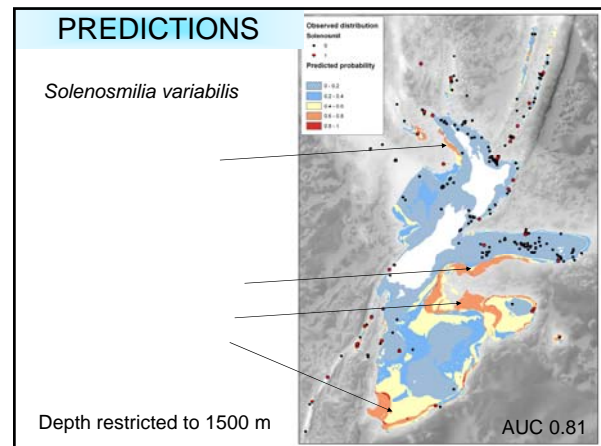 PREDICTIONS
Solenosmilia variabilis
Observed distribution
Solenosmil
0
1
Predicted probability
0 - 0.2
0.2 - 0.4
0.4 - 0.6
0.6 - 0.8
0.8 - 1
Depth restricted to 1500 m
AUC 0.81